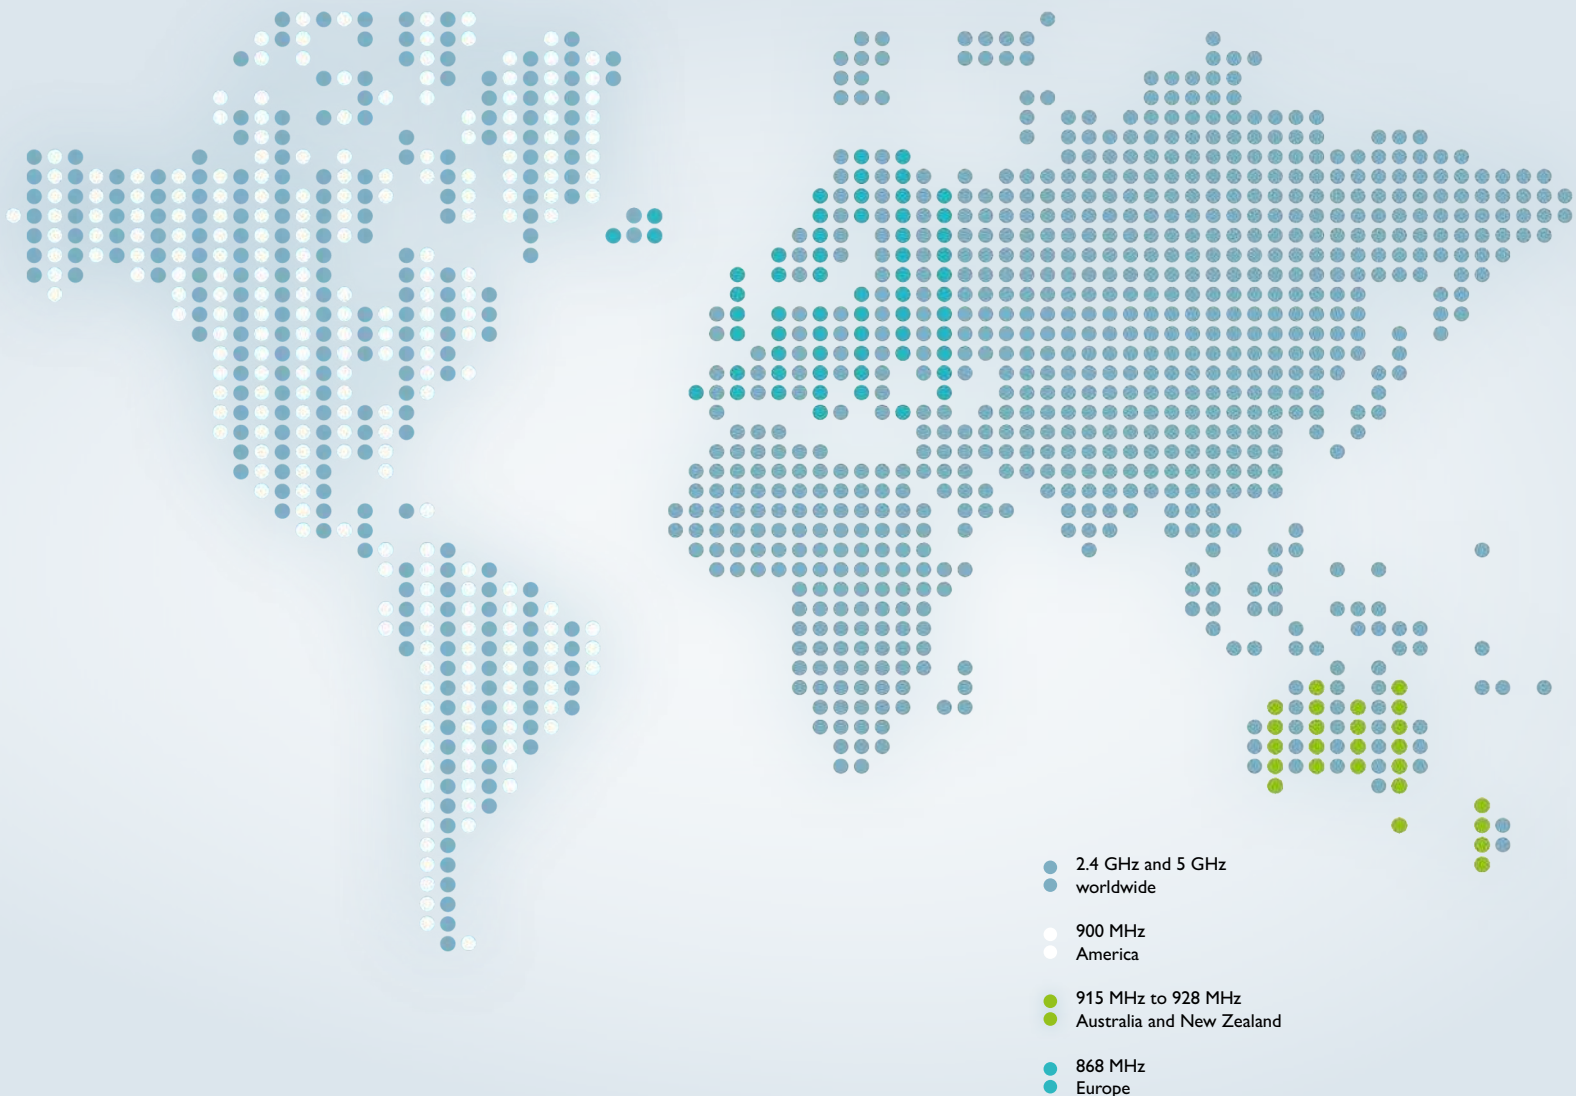 2.4 GHz and 5 GHz
worldwide
900 MHz
America
915 MHz to 928 MHz
Australia and New Zealand
868 MHz
Europe